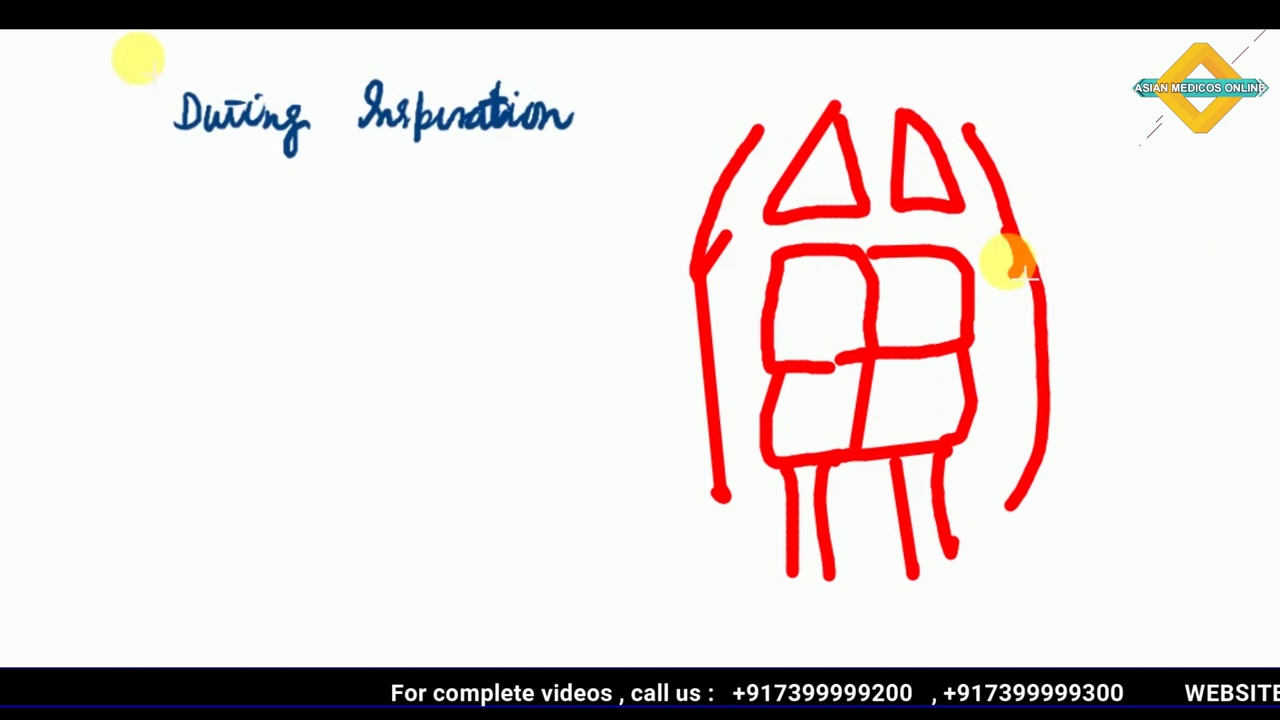 During Inspiration
ASIAN MEDICOS ONLINE
For complete videos , call us : +917399999200 , +917399999300 WEBSITE